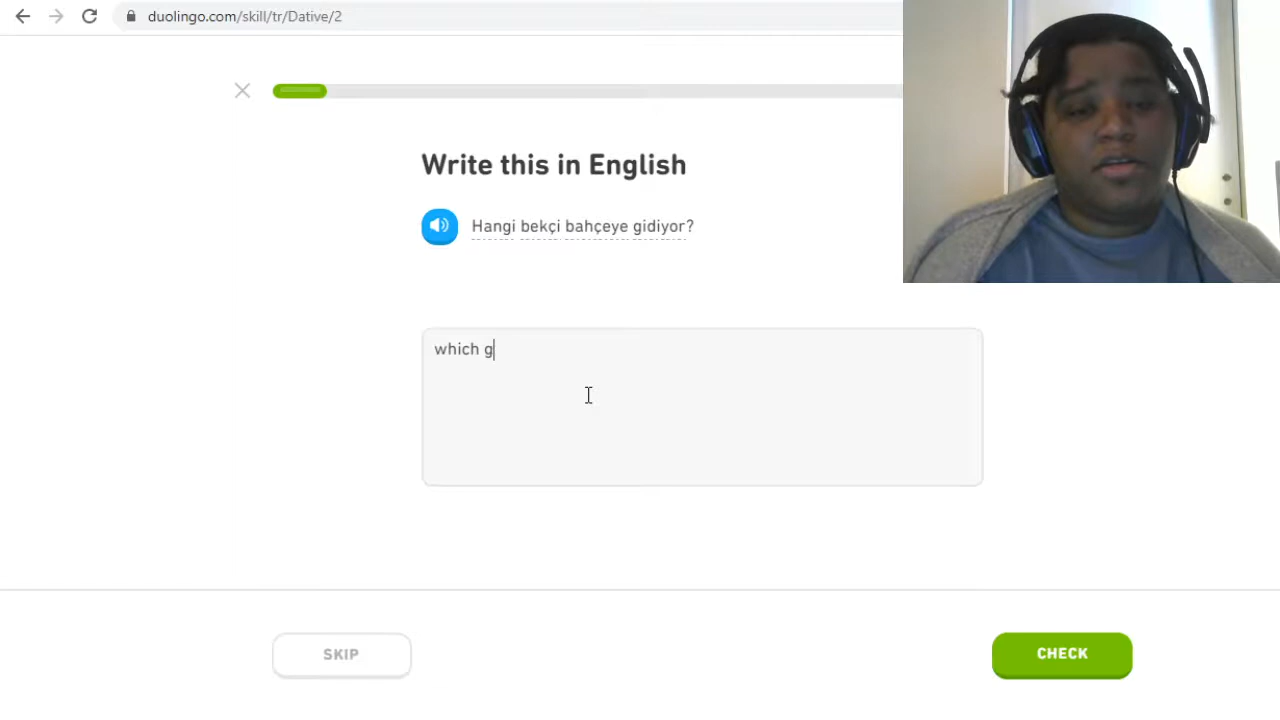 duolingo.com/skill/tr/Dative/2
Write this in English
Hangi bekçi bahçeye gidiyor?
which g
SKIP
CHECK